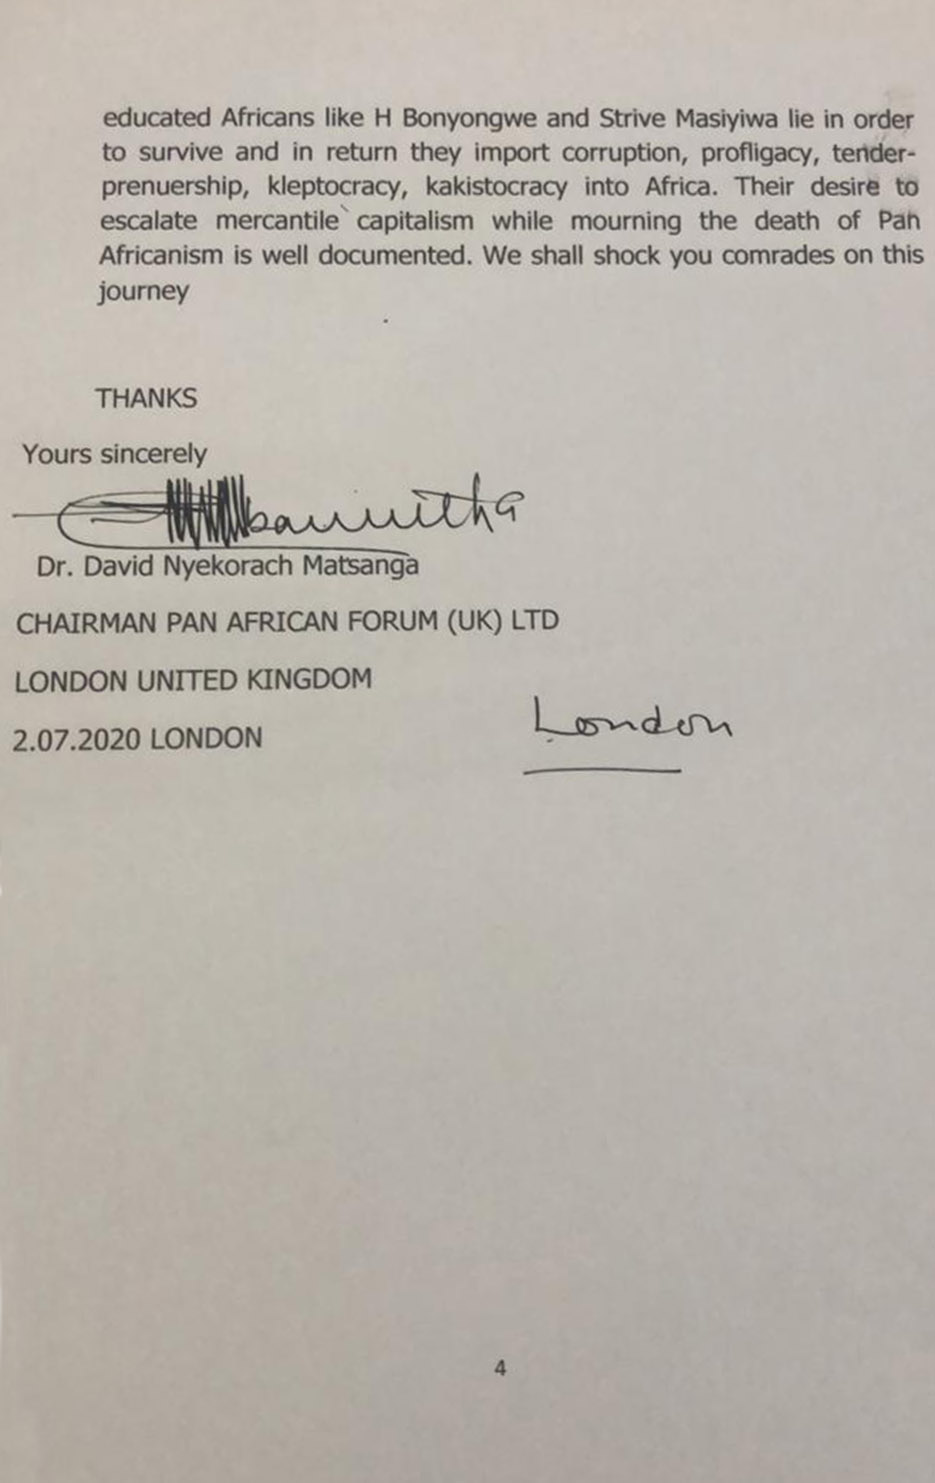 educated Africans like H Bonyongwe and Strive Masiyiwa lie in order
to survive and in return they import corruption, profligacy, tender-
prenuership, kleptocracy, kakistocracy into Africa. Their desire to
escalate mercantile capitalism while mourning the death of Pan
Africanism is well documented. We shall shock you comrades on this
journey
THANKS
Yours sincerely
Dr. David Nyekorach Matsanga
CHAIRMAN PAN AFRICAN FORUM (UK) LTD
LONDON UNITED KINGDOM
London
2.07.2020 LONDON
4